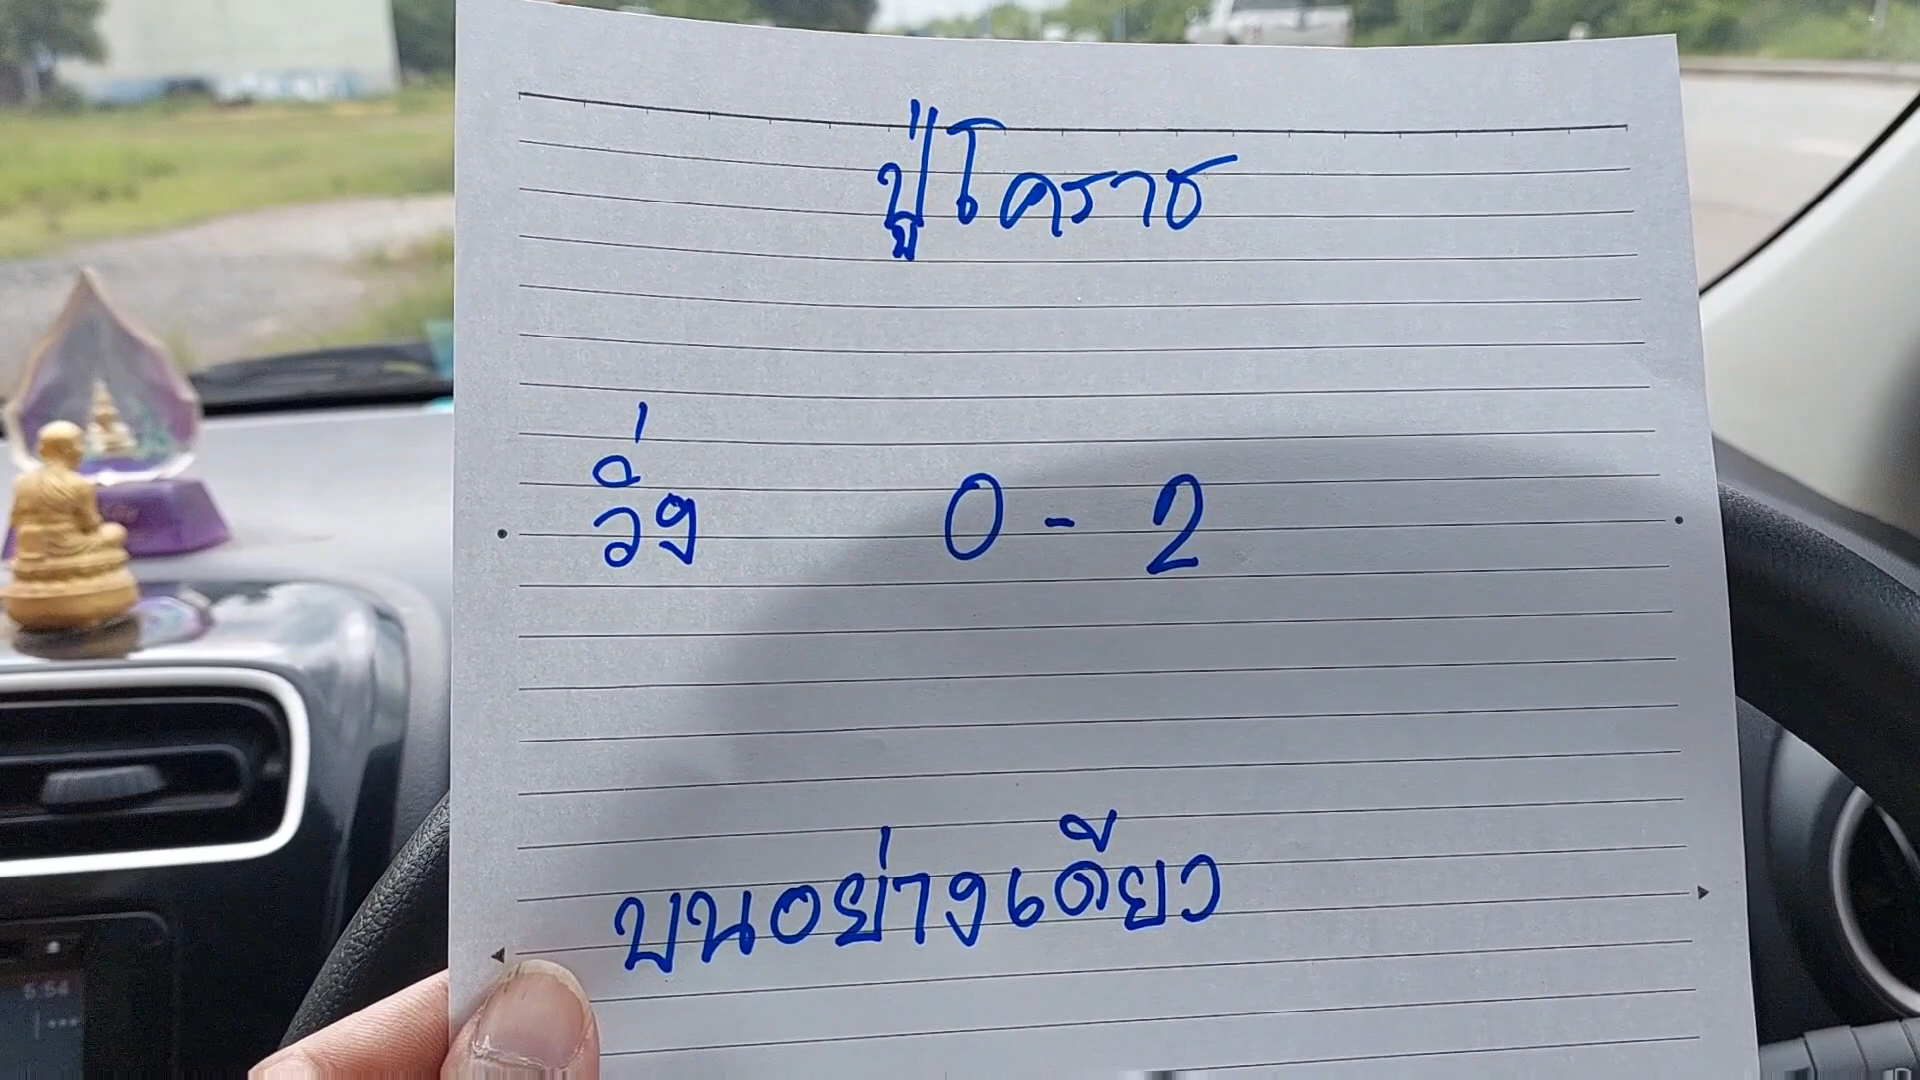 ปู่โคราช
วิ่ง 0 - 2
บนอย่างเดียว